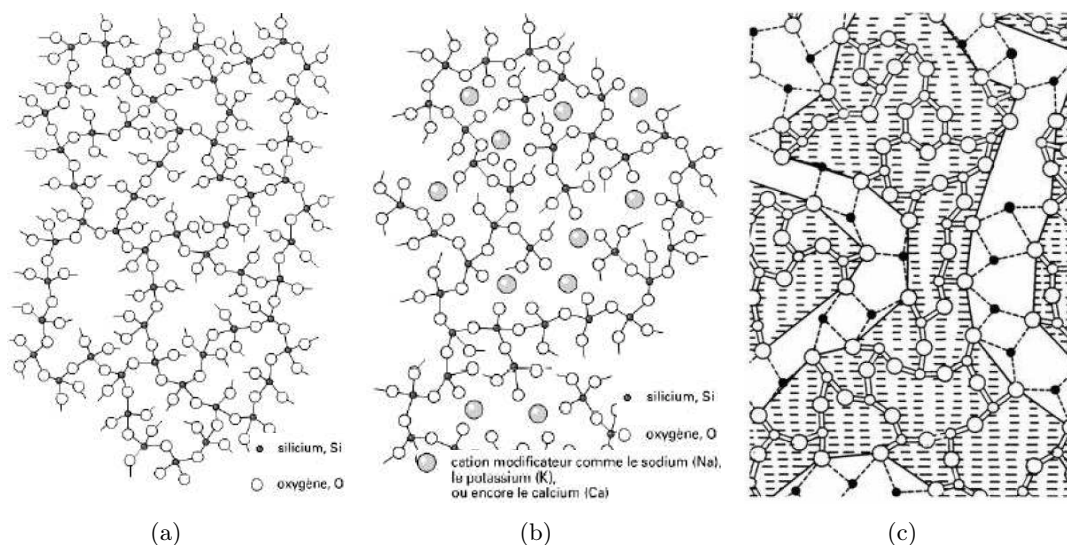 silicium, Si
oxygène, O
silicium, Si
oxygène, O
cation modificateur comme le sodium (Na),
le potassium (K),
ou encore le calcium (Ca)
(a)
(b)
(c)